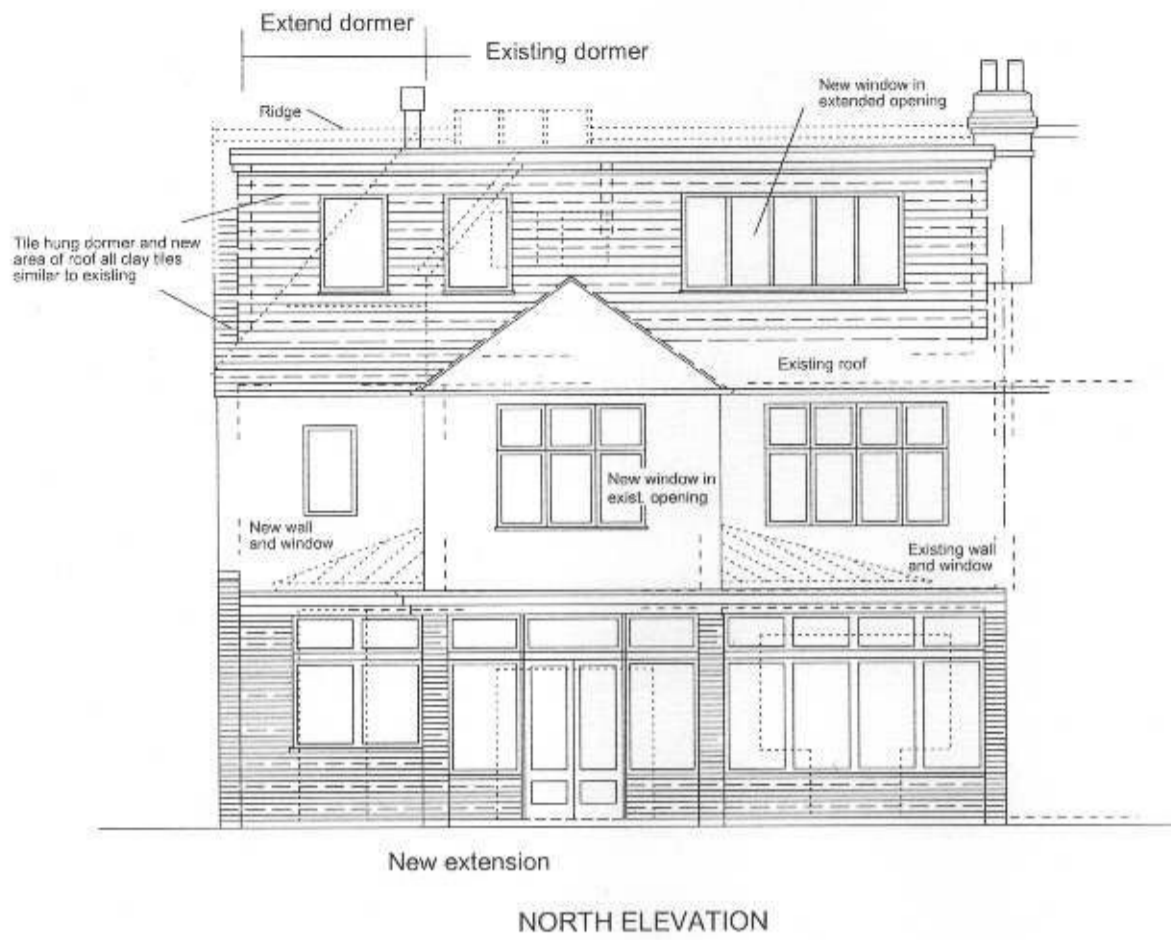 Extend dormer
Existing dormer
New window in
extended opening
Ridge
Tile hung dormer and new
area of roof all clay tiles
similar to existing
Existing roof
New window in
exist. opening
New wall
and window
Existing wall
and window
New extension
NORTH ELEVATION